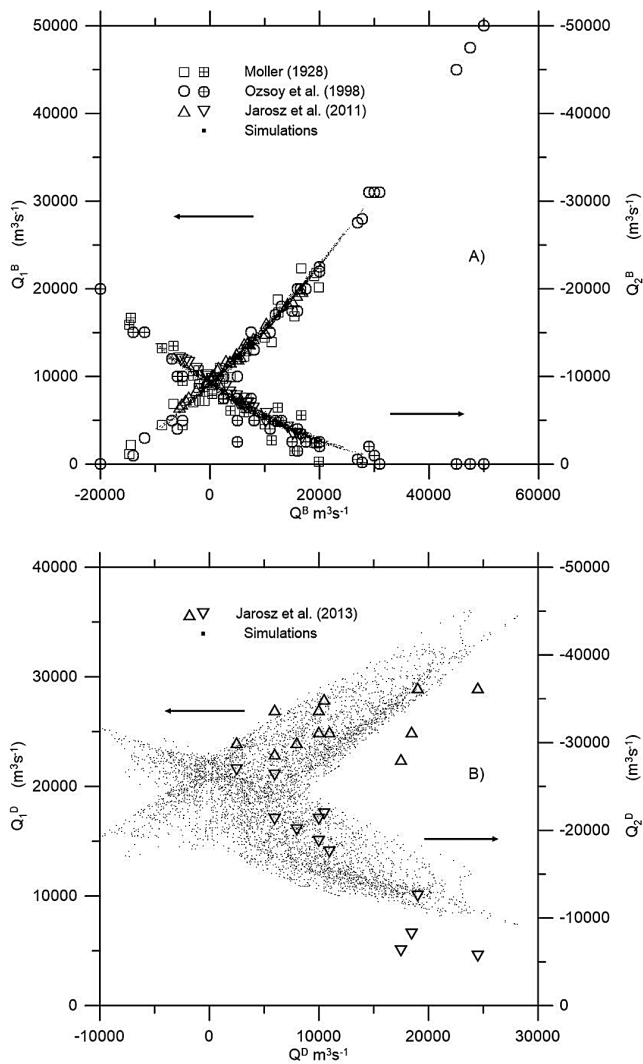 50000
-50000
Moller (1928)
Ozsoy et al. (1998)
Jarosz et al. (2011)
Simulations
40000
-40000
30000
-30000
Q₁ᴮ (m³s⁻¹)
A)
Q₂ᴮ (m³s⁻¹)
20000
-20000
10000
-10000
0
0
-20000 0 20000 40000 60000
Qᴮ m³s⁻¹
40000
-50000
Jarosz et al. (2013)
Simulations
-40000
30000
-30000
Q₁ᴰ (m³s⁻¹)
B)
Q₂ᴰ (m³s⁻¹)
20000
-20000
10000
-10000
0
0
-10000 0 10000 20000 30000
Qᴰ m³s⁻¹